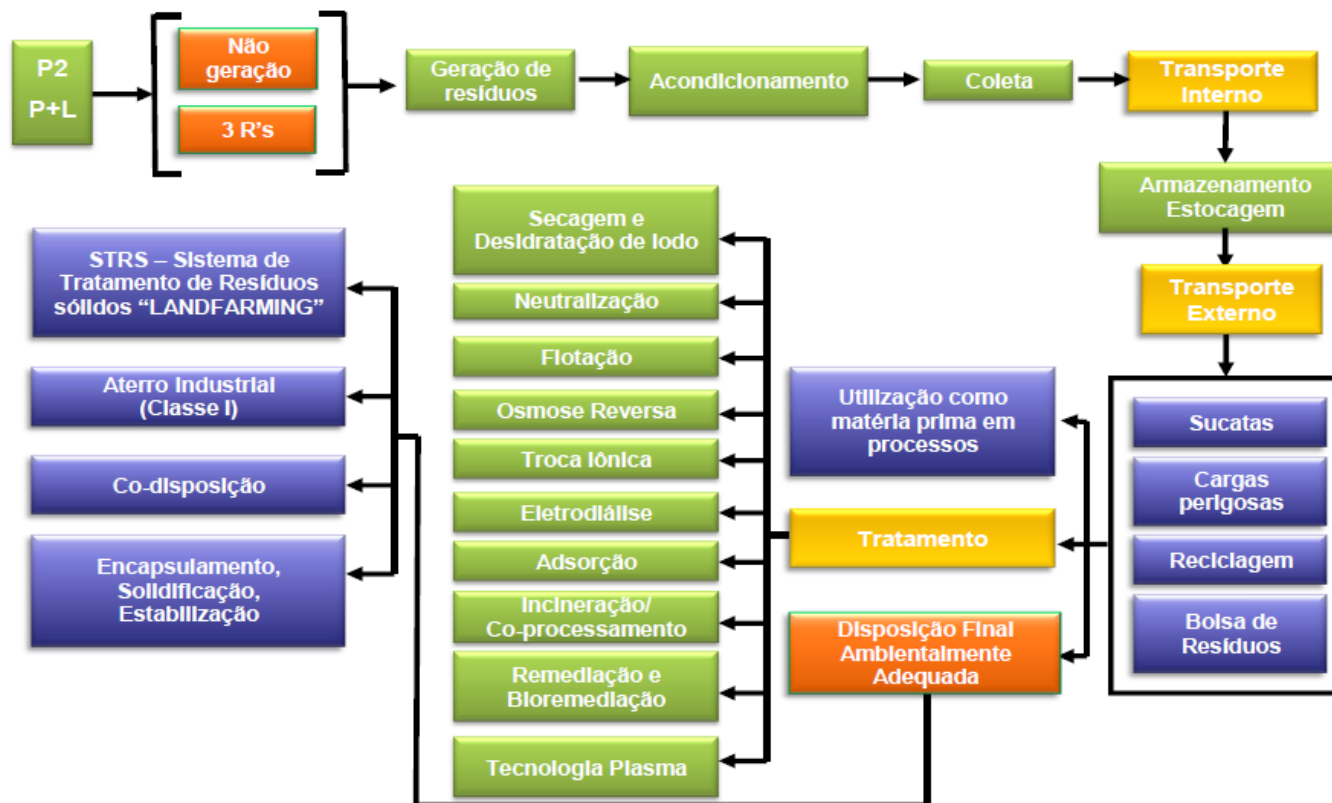 P2
P+L
Não
geração
3 R's
Geração de
resíduos
Acondicionamento
Coleta
Transporte
Interno
Armazenamento
Estocagem
Transporte
Externo
Sucatas
Cargas
perigosas
Reciclagem
Bolsa de
Resíduos
Utilização como
matéria prima em
processos
Tratamento
Disposição Final
Ambientalmente
Adequada
Secagem e
Desidratação de lodo
Neutralização
Flotação
Osmose Reversa
Troca Iônica
Eletrodiálise
Adsorção
Incineração/
Co-processamento
Remediação e
Bioremediação
Tecnologia Plasma
STRS – Sistema de
Tratamento de Resíduos
sólidos “LANDFARMING”
Aterro Industrial
(Classe I)
Co-disposição
Encapsulamento,
Solidificação,
Estabilização